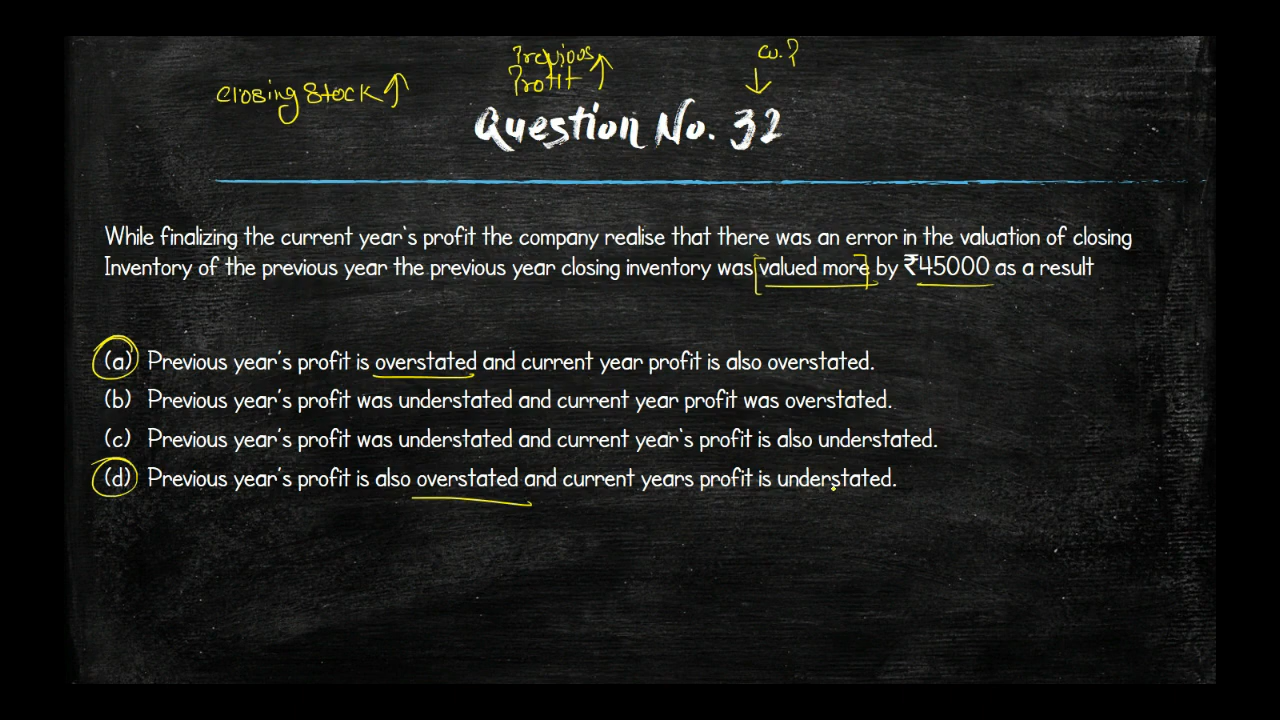 Previous
cu.?
Closing Stock
Profit
Question No. 32
While finalizing the current year's profit the company realise that there was an error in the valuation of closing
Inventory of the previous year the previous year closing inventory was valued more by ₹45000 as a result
(a) Previous year's profit is overstated and current year profit is also overstated.
(b) Previous year's profit was understated and current year profit was overstated.
(c) Previous year's profit was understated and current year's profit is also understated.
(d) Previous year's profit is also overstated and current years profit is understated.